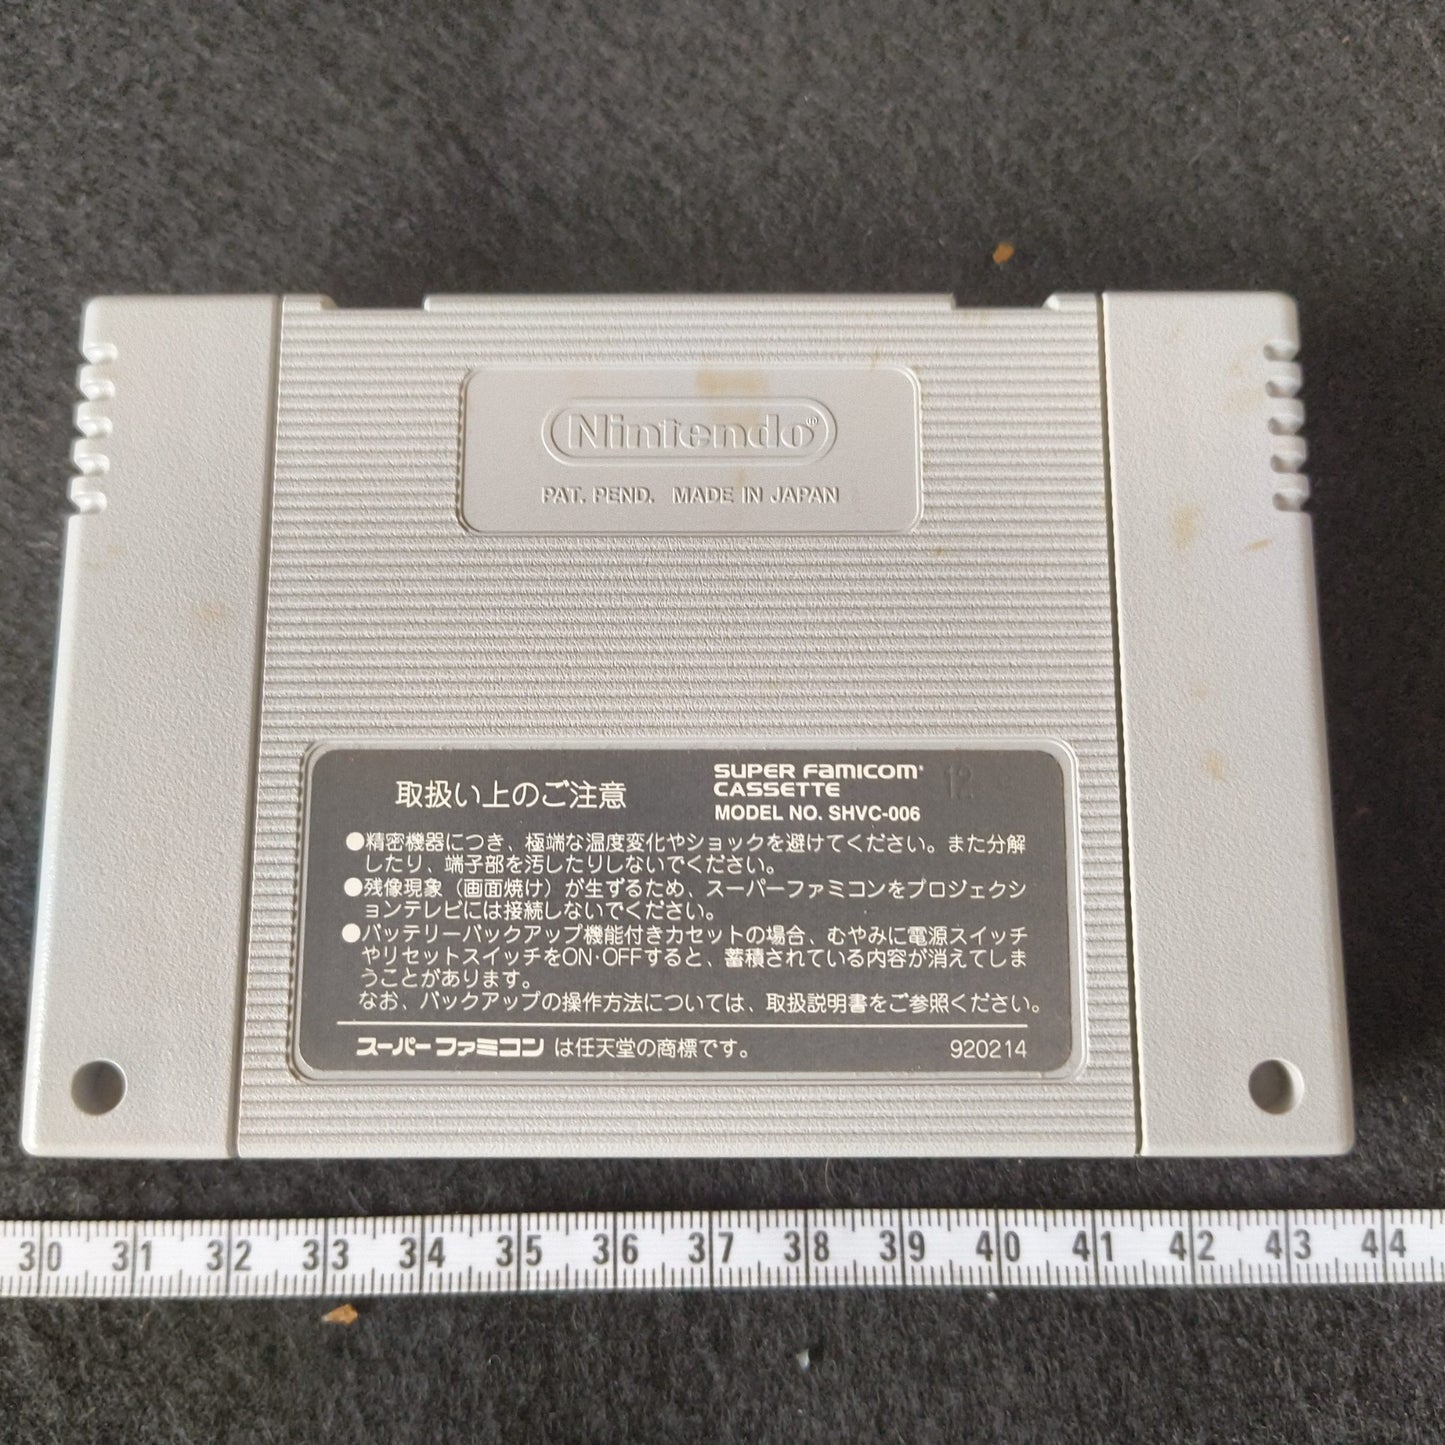 Nintendo®
PAT. PEND. MADE IN JAPAN
取扱い上のご注意
SUPER FAMICOM
CASSETTE
MODEL NO. SHVC-006
12
●精密機器につき、極端な温度変化やショックを避けてください。また分解
したり、端子部を汚したりしないでください。
●残像現象(画面焼け)が生ずるため、スーパーファミコンをプロジェクシ
ョンテレビには接続しないでください。
●バッテリーバックアップ機能付きカセットの場合、むやみに電源スイッチ
やリセットスイッチをON・OFFすると、蓄積されている内容が消えてしま
うことがあります。
なお、バックアップの操作方法については、取扱説明書をご参照ください。
スーパーファミコン は任天堂の商標です。
920214
30 31 32 33 34 35 36 37 38 39 40 41 42 43 44